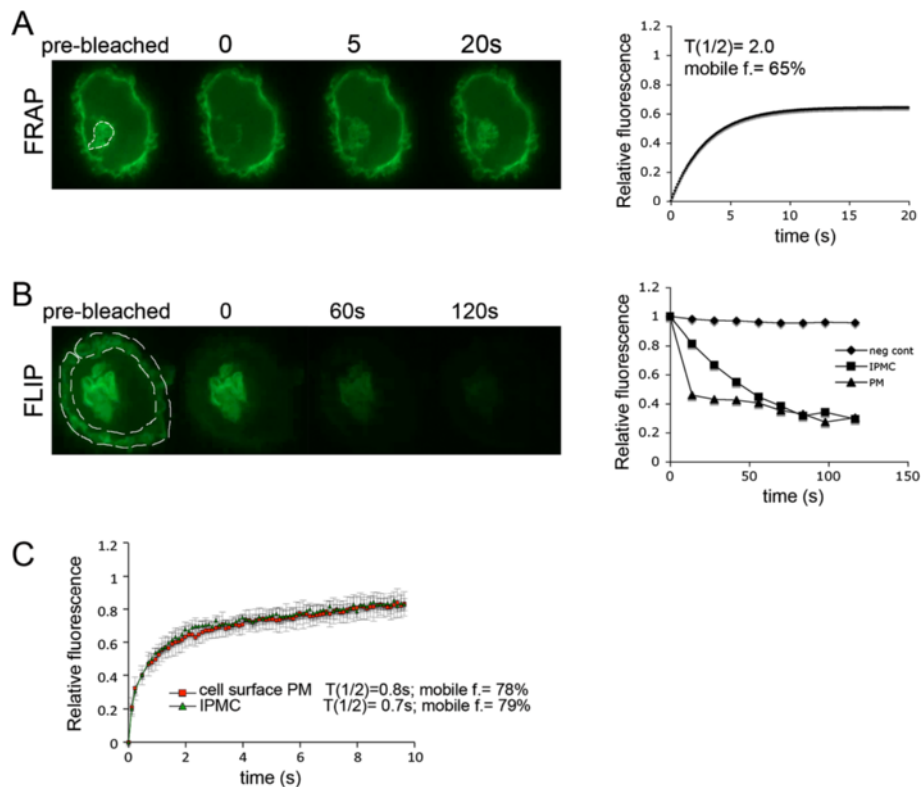 A
pre-bleached 0 5 20s
FRAP
Relative fluorescence
1.2
1
0.8
0.6
0.4
0.2
0
T(1/2)= 2.0
mobile f.= 65%
0 5 10 15 20
time (s)
B
pre-bleached 0 60s 120s
FLIP
Relative fluorescence
1.2
1
0.8
0.6
0.4
0.2
0
neg cont
IPMC
PM
0 50 100 150
time (s)
C
Relative fluorescence
1.2
1
0.8
0.6
0.4
0.2
0
cell surface PM T(1/2)=0.8s; mobile f.= 78%
IPMC T(1/2)= 0.7s; mobile f.= 79%
0 2 4 6 8 10
time (s)